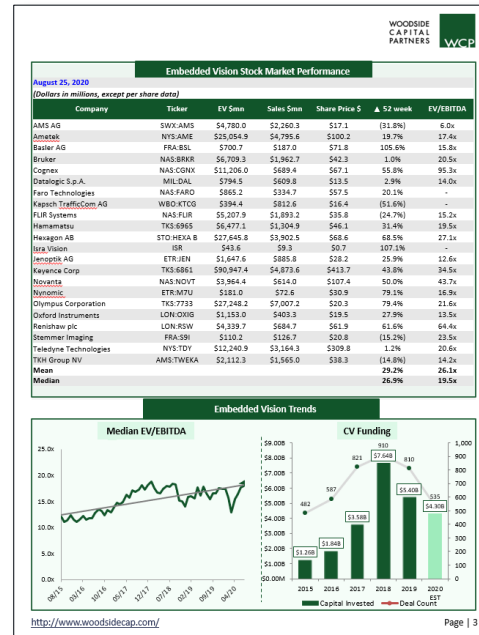 WOODSIDE
CAPITAL
PARTNERS
WCP
Embedded Vision Stock Market Performance
August 25, 2020
(Dollars in millions, except per share data)
Company Ticker EV $mn Sales $mn Share Price $ ▲ 52 week EV/EBITDA
AMS AG SWX:AMS $4,780.0 $2,260.3 $17.1 (31.8%) 6.0x
Ametek NYS:AME $25,054.9 $4,795.6 $100.2 19.7% 17.4x
Basler AG FRA:BSL $700.7 $187.0 $71.8 105.6% 15.8x
Bruker NAS:BRKR $6,709.3 $1,962.7 $42.3 1.0% 20.5x
Cognex NAS:CGNX $11,206.0 $689.4 $67.1 55.8% 95.3x
Datalogic S.p.A. MIL:DAL $794.5 $609.8 $13.5 2.9% 14.0x
Faro Technologies NAS:FARO $865.2 $334.7 $57.5 20.1% -
Kapsch TrafficCom AG WBO:KTCG $394.4 $812.6 $16.4 (51.6%) -
FLIR Systems NAS:FLIR $5,207.9 $1,893.2 $35.8 (24.7%) 15.2x
Hamamatsu TKS:6965 $6,477.1 $1,304.9 $46.1 31.4% 19.5x
Hexagon AB STO:HEXA B $27,645.8 $3,902.5 $68.6 68.5% 27.1x
Isra Vision ISR $43.6 $9.3 $0.7 107.1% -
Jenoptik AG ETR:JEN $1,647.6 $885.8 $28.2 25.9% 12.6x
Keyence Corp TKS:6861 $90,947.4 $4,873.6 $413.7 43.8% 34.5x
Novanta NAS:NOVT $3,964.4 $614.0 $107.4 50.0% 43.7x
Nynomic ETR:M7U $181.0 $72.6 $30.9 79.1% 16.9x
Olympus Corporation TKS:7733 $27,248.2 $7,007.2 $20.3 79.4% 21.6x
Oxford Instruments LON:OXIG $1,153.0 $403.3 $19.5 27.9% 13.5x
Renishaw plc LON:RSW $4,339.7 $684.7 $61.9 61.6% 64.4x
Stemmer Imaging FRA:S9I $110.2 $126.7 $20.8 (15.2%) 23.5x
Teledyne Technologies NYS:TDY $12,240.9 $3,164.3 $309.8 1.2% 20.6x
TKH Group NV AMS:TWEKA $2,112.3 $1,565.0 $38.3 (14.8%) 14.2x
Mean 29.2% 26.1x
Median 26.9% 19.5x
Embedded Vision Trends
Median EV/EBITDA
25.0x
20.0x
15.0x
10.0x
5.0x
0.0x
08/15 03/16 10/16 05/17 12/17 07/18 02/19 09/19 04/20
CV Funding
$9.00B
$8.00B
$7.00B
$6.00B
$5.00B
$4.00B
$3.00B
$2.00B
$1.00B
$0.00M
1,000
900
800
700
600
500
400
300
200
100
0
482 587 821 910 810 535
$1.26B $1.84B $3.58B $7.64B $5.40B $4.30B
2015 2016 2017 2018 2019 2020
EST
Capital Invested Deal Count
http://www.woodsidecap.com/ Page | 3